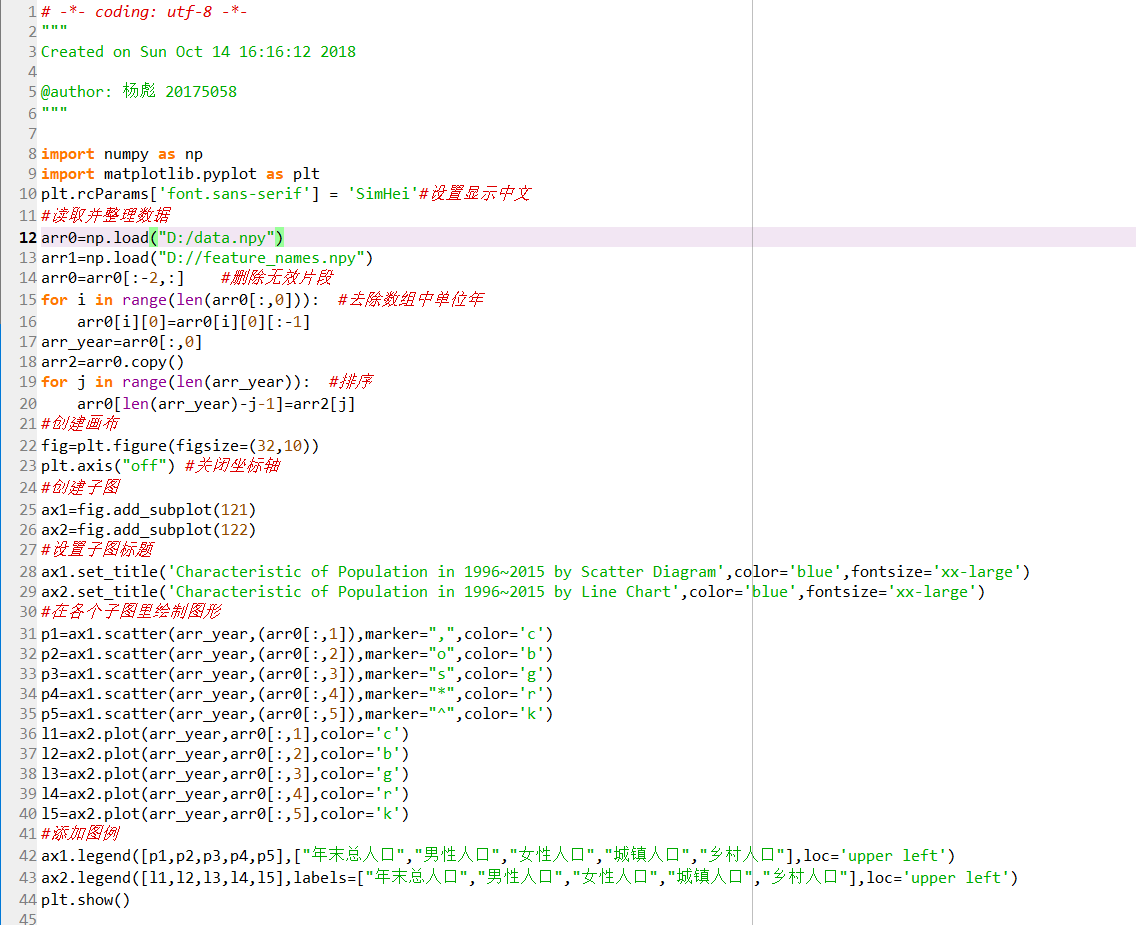 1 # -*- coding: utf-8 -*-
2 """
3 Created on Sun Oct 14 16:16:12 2018
4
5 @author: 杨彪 20175058
6 """
7
8 import numpy as np
9 import matplotlib.pyplot as plt
10 plt.rcParams['font.sans-serif'] = 'SimHei'#设置显示中文
11 #读取并整理数据
12 arr0=np.load("D:/data.npy")
13 arr1=np.load("D://feature_names.npy")
14 arr0=arr0[:-2,:]    #删除无效片段
15 for i in range(len(arr0[:,0])):  #去除数组中单位年
16     arr0[i][0]=arr0[i][0][:-1]
17 arr_year=arr0[:,0]
18 arr2=arr0.copy()
19 for j in range(len(arr_year)):  #排序
20     arr0[len(arr_year)-j-1]=arr2[j]
21 #创建画布
22 fig=plt.figure(figsize=(32,10))
23 plt.axis("off") #关闭坐标轴
24 #创建子图
25 ax1=fig.add_subplot(121)
26 ax2=fig.add_subplot(122)
27 #设置子图标题
28 ax1.set_title('Characteristic of Population in 1996~2015 by Scatter Diagram',color='blue',fontsize='xx-large')
29 ax2.set_title('Characteristic of Population in 1996~2015 by Line Chart',color='blue',fontsize='xx-large')
30 #在各个子图里绘制图形
31 p1=ax1.scatter(arr_year,(arr0[:,1]),marker=",",color='c')
32 p2=ax1.scatter(arr_year,(arr0[:,2]),marker="o",color='b')
33 p3=ax1.scatter(arr_year,(arr0[:,3]),marker="s",color='g')
34 p4=ax1.scatter(arr_year,(arr0[:,4]),marker="*",color='r')
35 p5=ax1.scatter(arr_year,(arr0[:,5]),marker="^",color='k')
36 l1=ax2.plot(arr_year,arr0[:,1],color='c')
37 l2=ax2.plot(arr_year,arr0[:,2],color='b')
38 l3=ax2.plot(arr_year,arr0[:,3],color='g')
39 l4=ax2.plot(arr_year,arr0[:,4],color='r')
40 l5=ax2.plot(arr_year,arr0[:,5],color='k')
41 #添加图例
42 ax1.legend([p1,p2,p3,p4,p5],["年末总人口","男性人口","女性人口","城镇人口","乡村人口"],loc='upper left')
43 ax2.legend([l1,l2,l3,l4,l5],labels=["年末总人口","男性人口","女性人口","城镇人口","乡村人口"],loc='upper left')
44 plt.show()
45